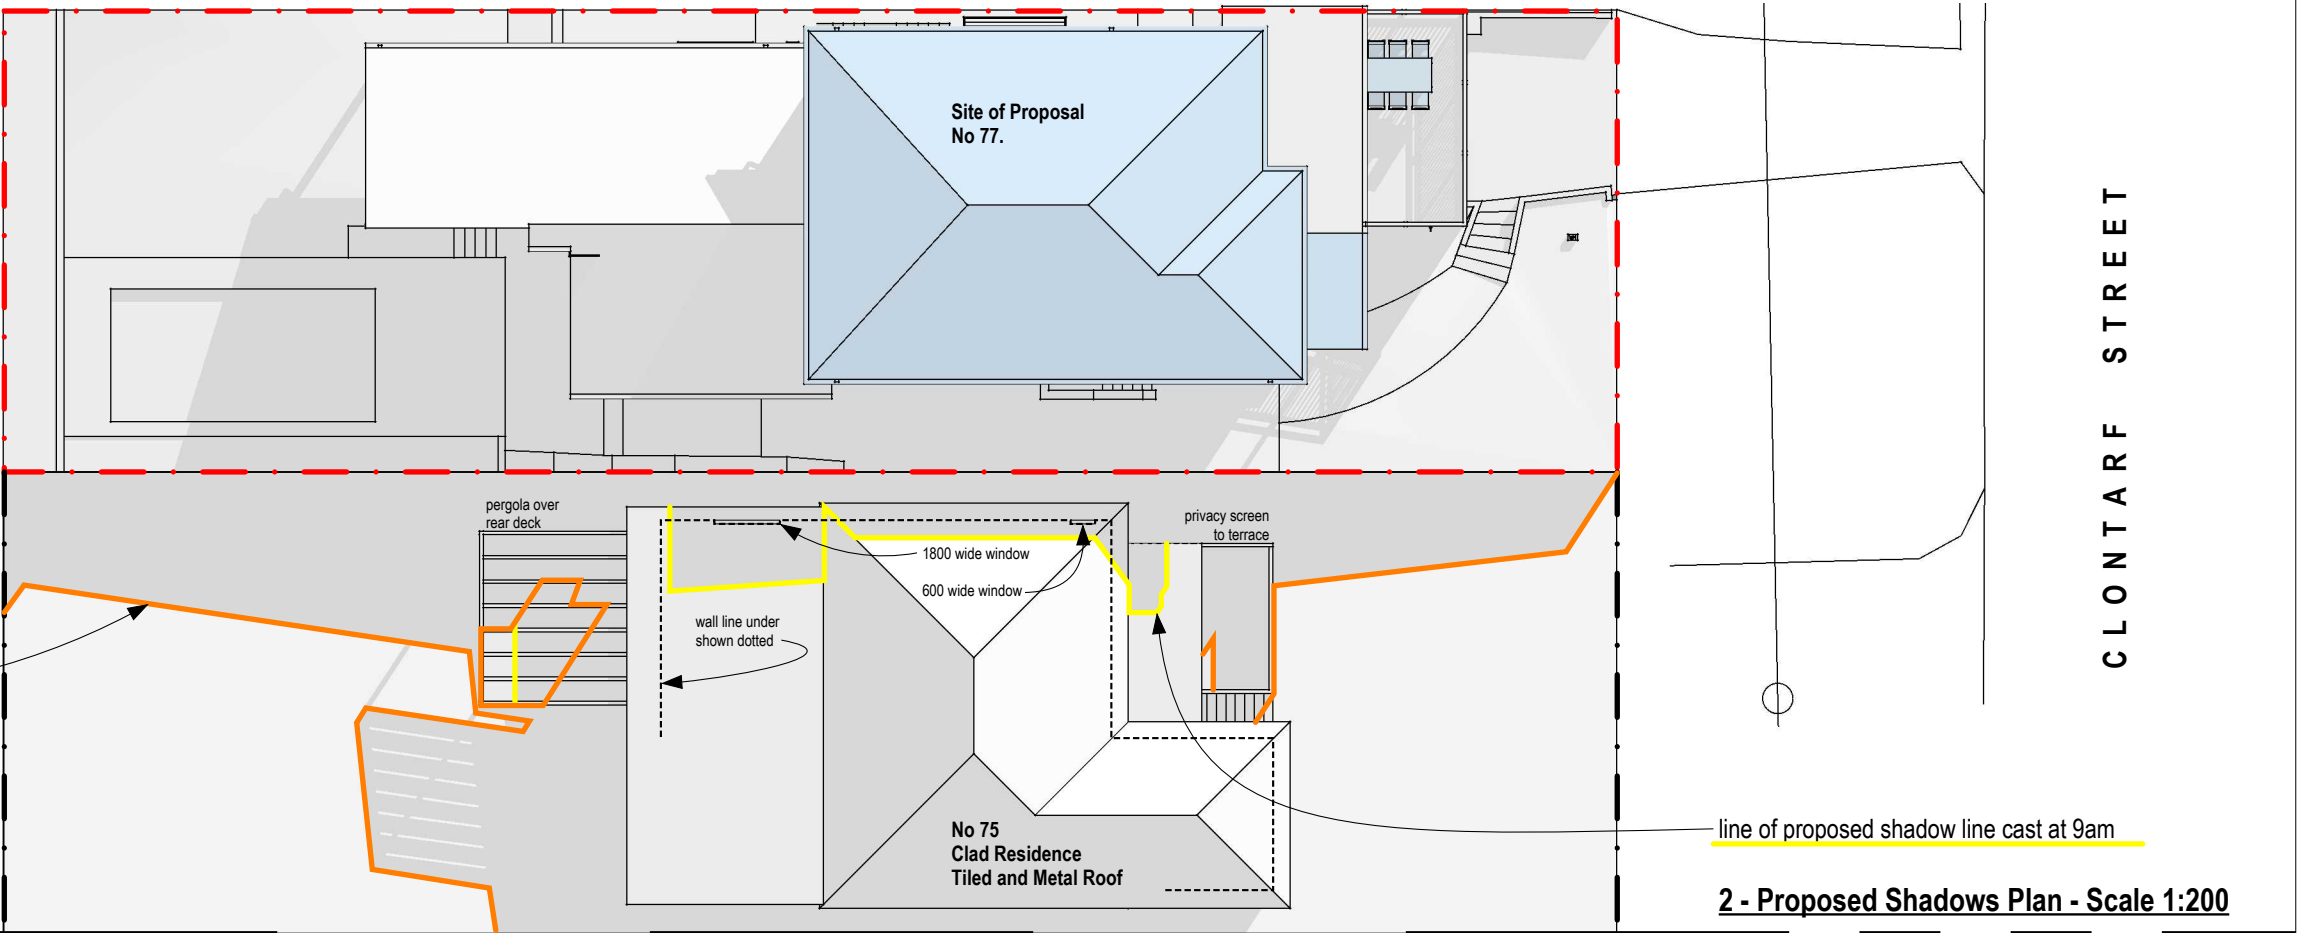 Site of Proposal
No 77.
CLONTARF STREET
pergola over
rear deck
privacy screen
to terrace
1800 wide window
600 wide window
wall line under
shown dotted
No 75
Clad Residence
Tiled and Metal Roof
line of proposed shadow line cast at 9am
2 - Proposed Shadows Plan - Scale 1:200